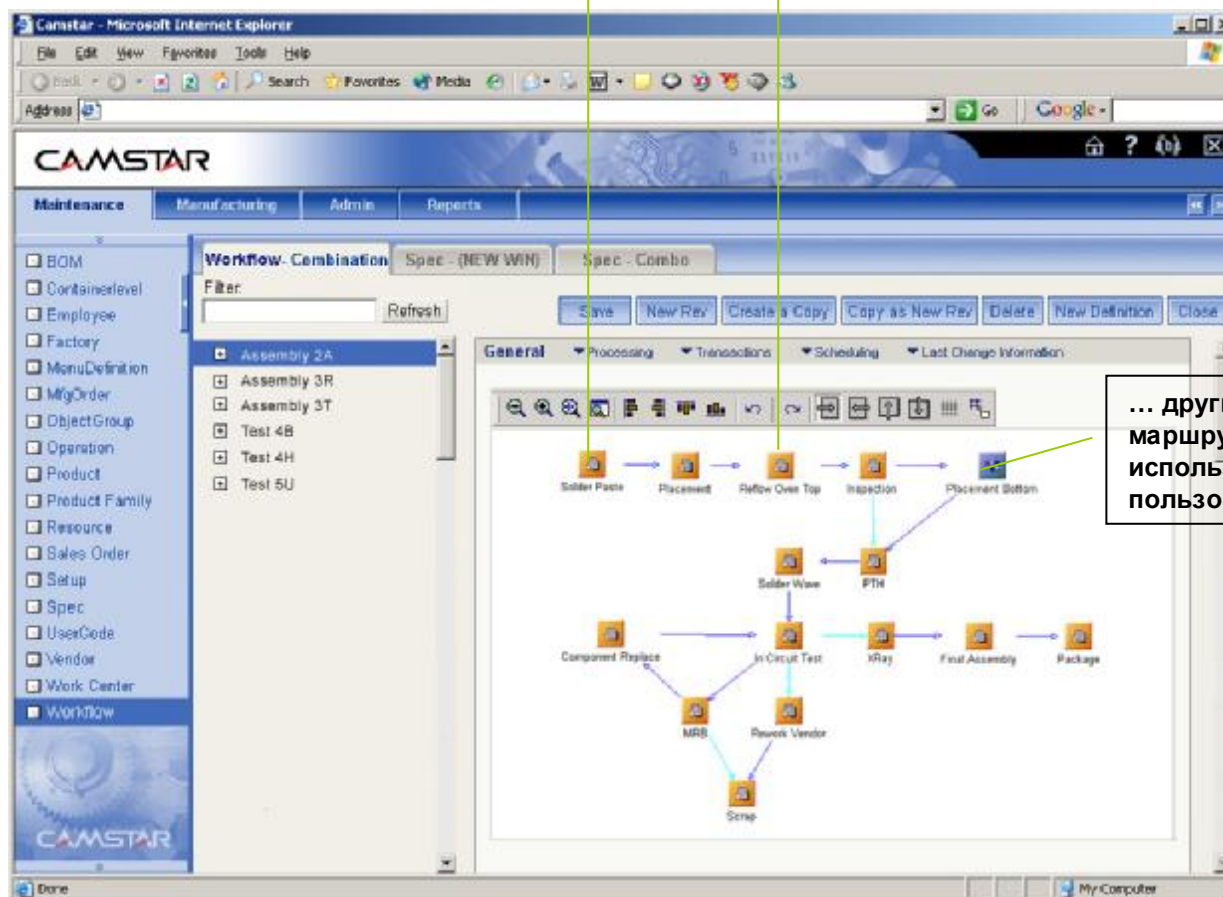 Camstar - Microsoft Internet Explorer
File Edit View Favorites Tools Help
Back Search Favorites Media
Address Go Google
CAMSTAR
Maintenance Manufacturing Admin Reports
BOM
Containerlevel
Employee
Factory
MenuDefinition
MfgOrder
ObjectGroup
Operation
Product
Product Family
Resource
Sales Order
Setup
Spec
UserCode
Vendor
Work Center
Workflow
CAMSTAR
Workflow- Combination Spec - (NEW WIN) Spec - Combo
Filter:
Refresh
Save New Rev Create a Copy Copy as New Rev Delete New Definition Close
Assembly 2A
Assembly 3R
Assembly 3T
Test 4B
Test 4H
Test 5U
General Processing Transactions Scheduling Last Change Information
Solder Paste Placement Reflow Oven Top Inspection Placement Bottom
Solder Wave PTH
Component Replace In Circuit Test XRay Final Assembly Package
MRB Rework Vendor
Scrap
... други
маршру
исполь
пользо
Done My Computer